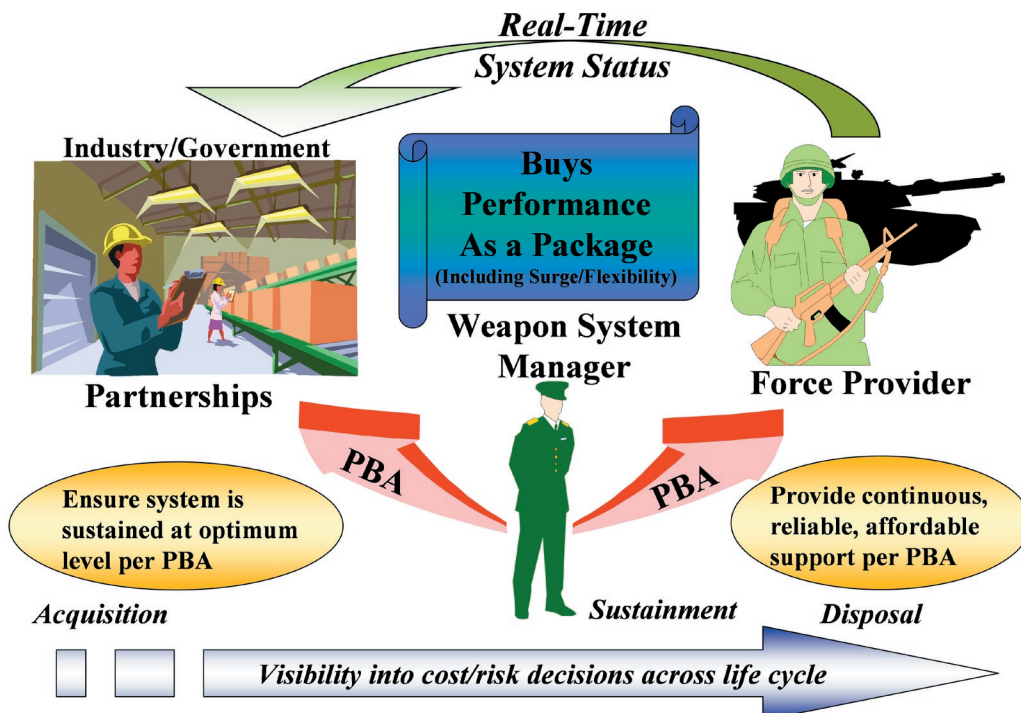 Real-Time
System Status
Industry/Government
Buys
Performance
As a Package
(Including Surge/Flexibility)
Weapon System
Manager
Partnerships
Force Provider
PBA
PBA
Ensure system is
sustained at optimum
level per PBA
Provide continuous,
reliable, affordable
support per PBA
Acquisition
Sustainment
Disposal
Visibility into cost/risk decisions across life cycle